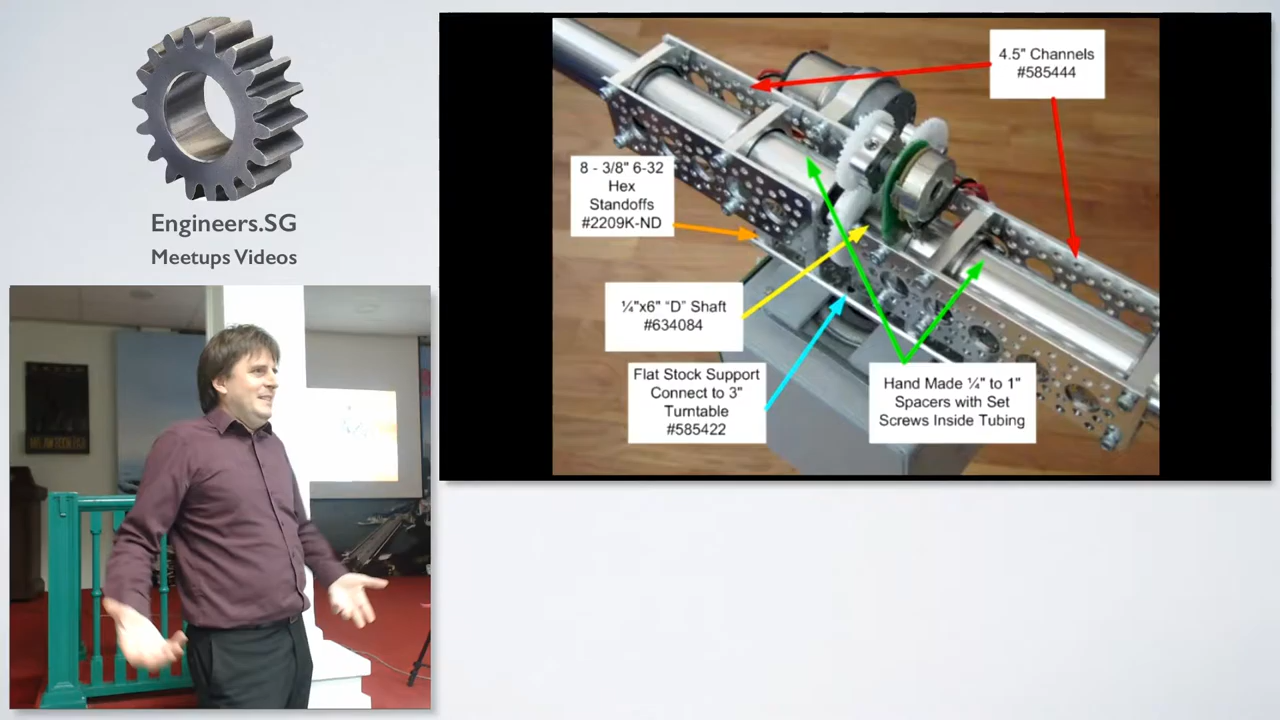 Engineers.SG
Meetups Videos
4.5" Channels
#585444
8 - 3/8" 6-32
Hex
Standoffs
#2209K-ND
¼"x6" “D” Shaft
#634084
Flat Stock Support
Connect to 3"
Turntable
#585422
Hand Made ¼" to 1"
Spacers with Set
Screws Inside Tubing